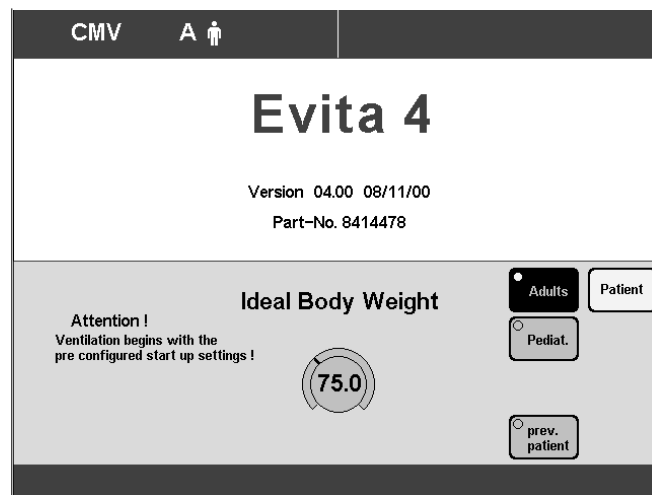 CMV A
Evita 4
Version 04.00 08/11/00
Part-No. 8414478
Adults
Patient
Ideal Body Weight
Attention !
Ventilation begins with the
pre configured start up settings !
Pediat.
75.0
prev.
patient